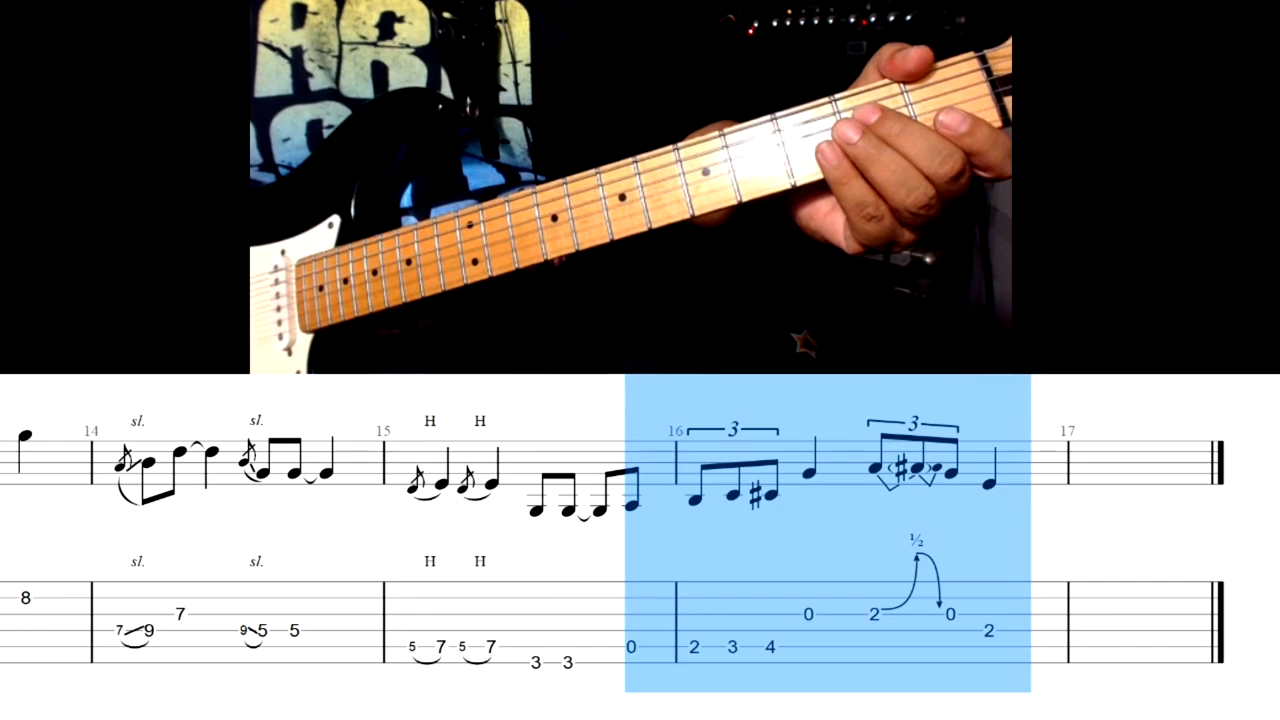 ARD
14 sl. sl. 15 H H 16 3 3 17
½
sl. sl. H H
8 7 9 7 9 5 5 5 7 5 7 3 3 0 2 3 4 0 2 0 2